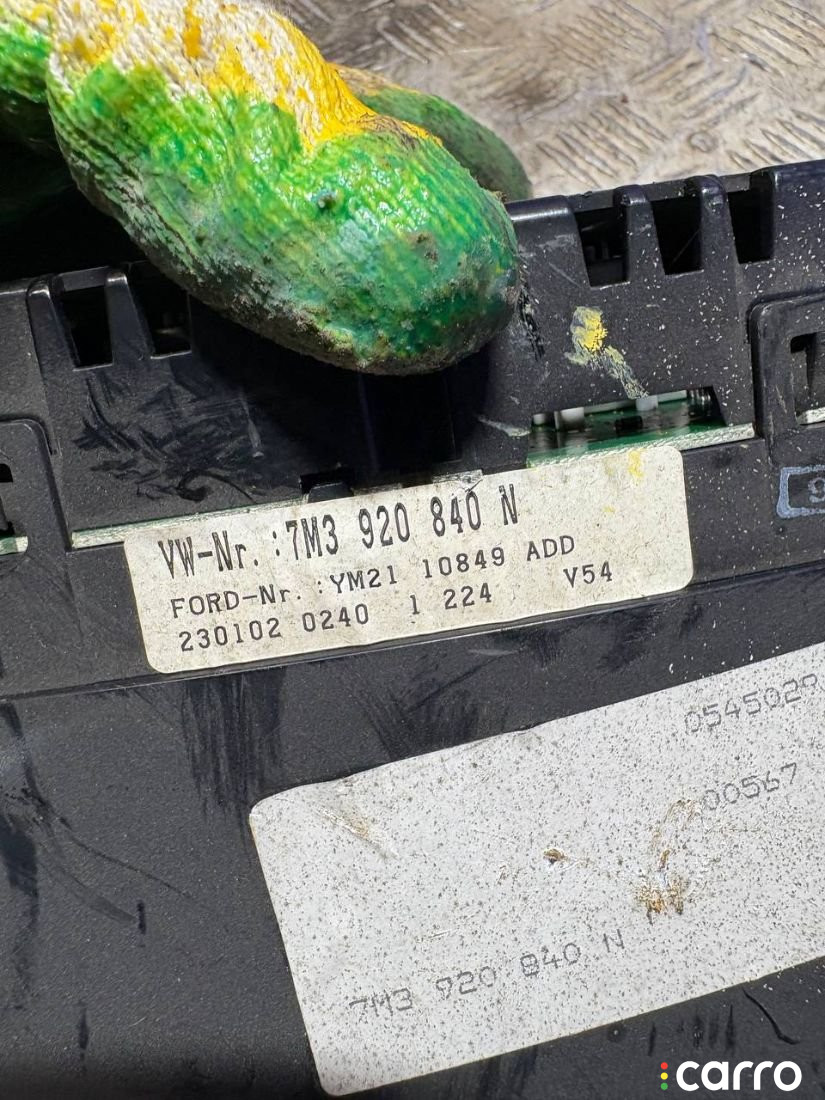 VW-Nr. :7M3 920 840 N
FORD-Nr. :YM21 10849 ADD
230102 0240 1 224 V54
0545029
00567
7M3 920 840 N
carro